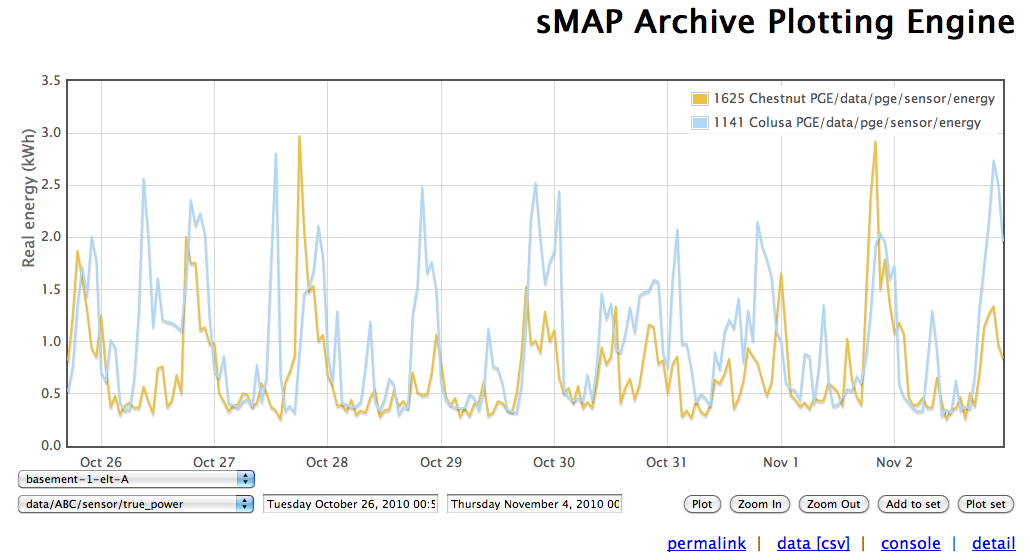 sMAP Archive Plotting Engine
3.5
3.0
2.5
2.0
1.5
1.0
0.5
0.0
Real energy (kWh)
1625 Chestnut PGE/data/pge/sensor/energy
1141 Colusa PGE/data/pge/sensor/energy
Oct 26 Oct 27 Oct 28 Oct 29 Oct 30 Oct 31 Nov 1 Nov 2
basement-1-elt-A
data/ABC/sensor/true_power Tuesday October 26, 2010 00:5 Thursday November 4, 2010 00 Plot Zoom In Zoom Out Add to set Plot set
permalink | data [csv] | console | detail